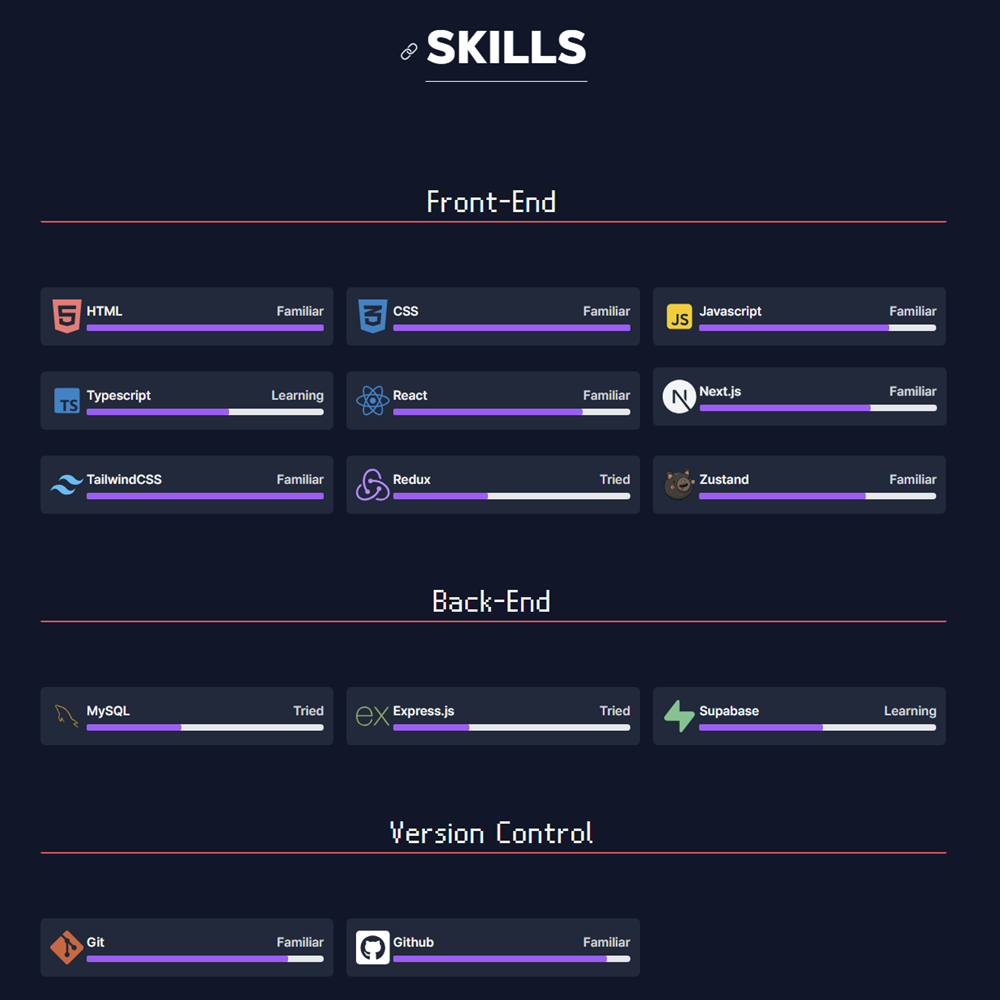 SKILLS
Front-End
HTML Familiar
CSS Familiar
JS Javascript Familiar
TS Typescript Learning
React Familiar
N Next.js Familiar
TailwindCSS Familiar
Redux Tried
Zustand Familiar
Back-End
MySQL Tried
ex Express.js Tried
Supabase Learning
Version Control
Git Familiar
Github Familiar